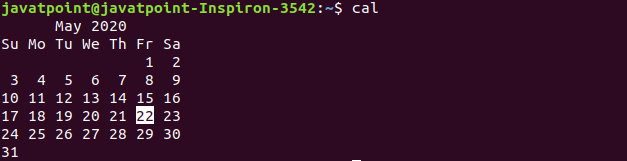 javatpoint@javatpoint-Inspiron-3542:~$ cal
      May 2020
Su Mo Tu We Th Fr Sa
                1  2
 3  4  5  6  7  8  9
10 11 12 13 14 15 16
17 18 19 20 21 22 23
24 25 26 27 28 29 30
31